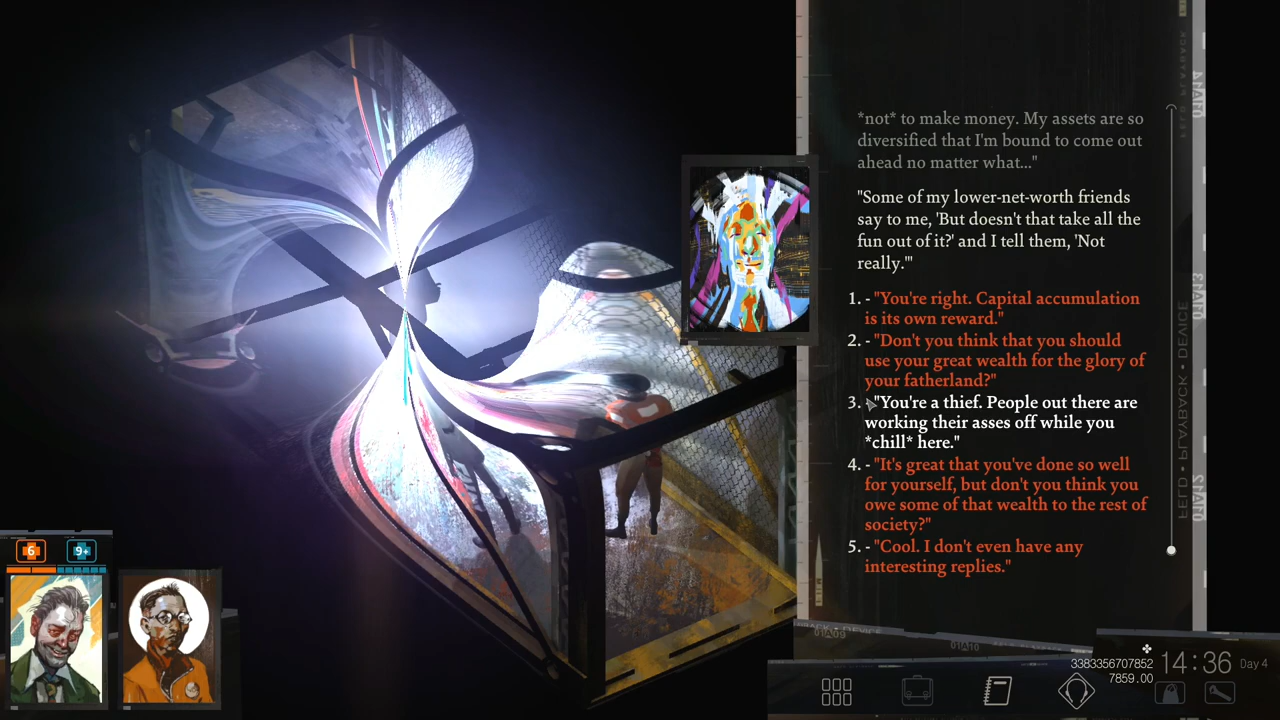 *not* to make money. My assets are so
diversified that I'm bound to come out
ahead no matter what..."
"Some of my lower-net-worth friends
say to me, 'But doesn't that take all the
fun out of it?' and I tell them, 'Not
really.'"
1. - "You're right. Capital accumulation
is its own reward."
2. - "Don't you think that you should
use your great wealth for the glory of
your fatherland?"
3. - "You're a thief. People out there are
working their asses off while you
*chill* here."
4. - "It's great that you've done so well
for yourself, but don't you think you
owe some of that wealth to the rest of
society?"
5. - "Cool. I don't even have any
interesting replies."
FELD • PLAYBACK • DEVICE
6
9+
01A09
01A10
3383356707852
7859.00
14:36 Day 4